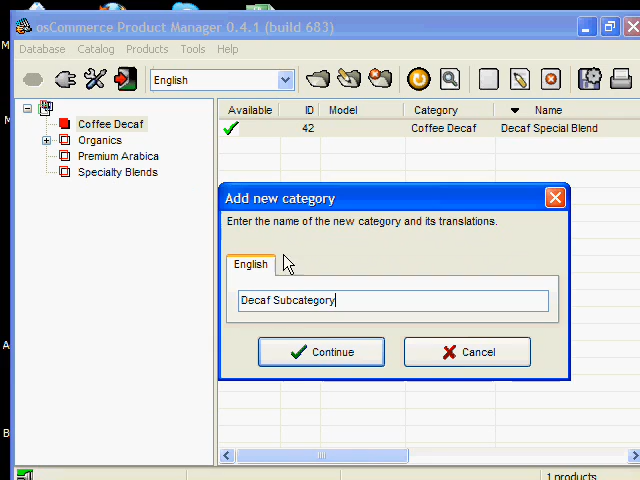 osCommerce Product Manager 0.4.1 (build 683)
Database Catalog Products Tools Help
English
Available ID Model Category Name
42 Coffee Decaf Decaf Special Blend
Coffee Decaf
Organics
Premium Arabica
Specialty Blends
Add new category
Enter the name of the new category and its translations.
English
Decaf Subcategory
Continue Cancel
1 products